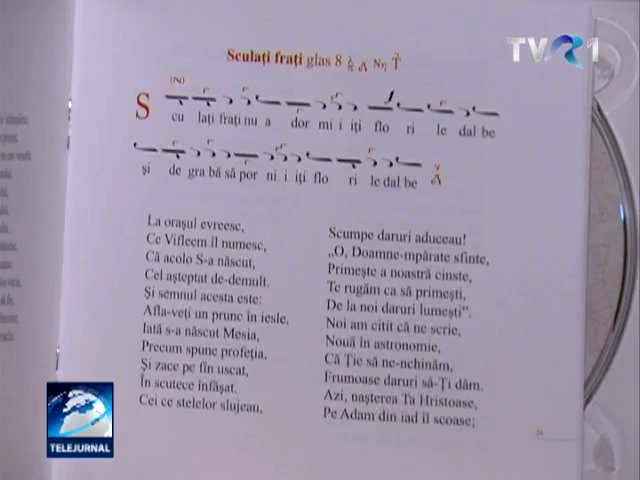 TVR1
Sculați frați glas 8
S cu lați frați nu a dor mi i iți flo ri le dal be
și de gra bă să por ni i iți flo ri le dal be
La orașul evreesc,
Ce Vifleem îl numesc,
Că acolo S-a născut,
Cel așteptat de-demult.
Și semnul acesta este:
Afla-veți un prunc în iesle,
Iată s-a născut Mesia,
Precum spune profeția,
Și zace pe fîn uscat,
În scutece înfășat.
Cei ce stelelor slujeau,
Scumpe daruri aduceau!
„O, Doamne-mpărate sfinte,
Primește a noastră cinste,
Te rugăm ca să primești,
De la noi daruri lumești”.
Noi am citit că ne scrie,
Nouă în astronomie,
Că Ție să ne-nchinăm,
Frumoase daruri să-Ți dăm.
Azi, nașterea Ta Hristoase,
Pe Adam din iad îl scoase;
TELEJURNAL